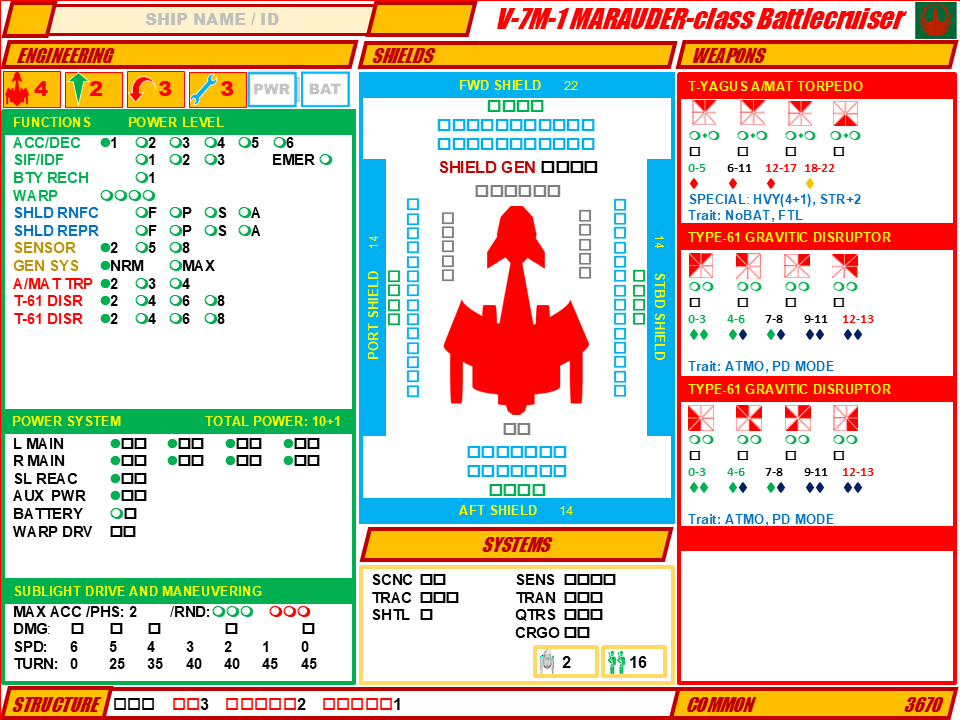 SHIP NAME / ID
V-7M-1 MARAUDER-class Battlecruiser
ENGINEERING
4 2 3 3 PWR BAT
FUNCTIONS POWER LEVEL
ACC/DEC 1 2 3 4 5 6
SIF/IDF 1 2 3 EMER
BTY RECH 1
WARP
SHLD RNFC F P S A
SHLD REPR F P S A
SENSOR 2 5 8
GEN SYS NRM MAX
A/MAT TRP 2 3 4
T-61 DISR 2 4 6 8
T-61 DISR 2 4 6 8
POWER SYSTEM TOTAL POWER: 10+1
L MAIN
R MAIN
SL REAC
AUX PWR
BATTERY
WARP DRV
SUBLIGHT DRIVE AND MANEUVERING
MAX ACC /PHS: 2 /RND:
DMG:
SPD: 6 5 4 3 2 1 0
TURN: 0 25 35 40 40 45 45
SHIELDS
FWD SHIELD 22
SHIELD GEN
PORT SHIELD 14
14 STBD SHIELD
AFT SHIELD 14
SYSTEMS
SCNC SENS
TRAC TRAN
SHTL QTRS
CRGO
2 16
WEAPONS
T-YAGUS A/MAT TORPEDO
0-5 6-11 12-17 18-22
SPECIAL: HVY(4+1), STR+2
Trait: NoBAT, FTL
TYPE-61 GRAVITIC DISRUPTOR
0-3 4-6 7-8 9-11 12-13
Trait: ATMO, PD MODE
TYPE-61 GRAVITIC DISRUPTOR
0-3 4-6 7-8 9-11 12-13
Trait: ATMO, PD MODE
STRUCTURE 3 2 1
COMMON 3670